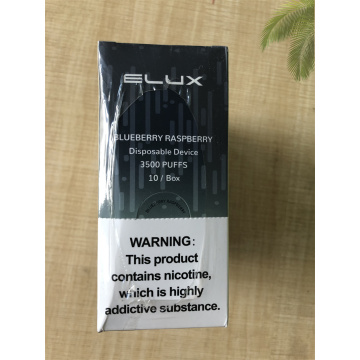 ELUX
BLUEBERRY RASPBERRY
Disposable Device
3500 PUFFS
10 / Box
WARNING:
This product
contains nicotine,
which is highly
addictive substance.